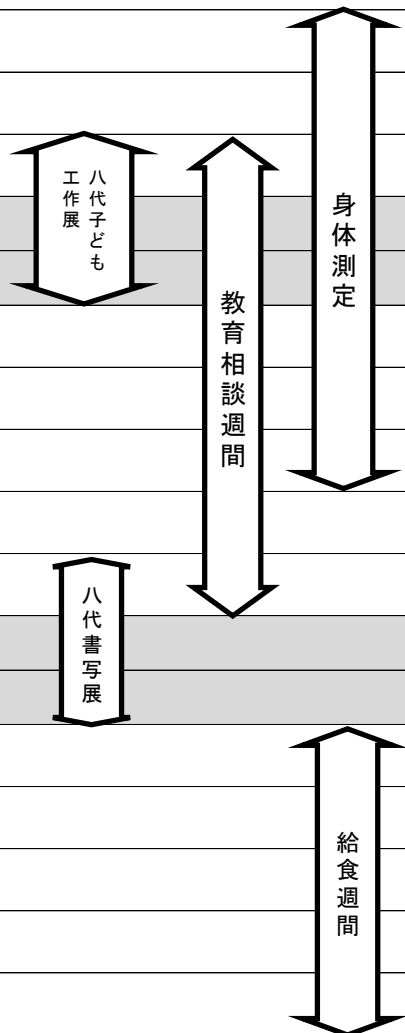 身体測定
教育相談週間
八代子ども
工作展
八代書写展
給食週間